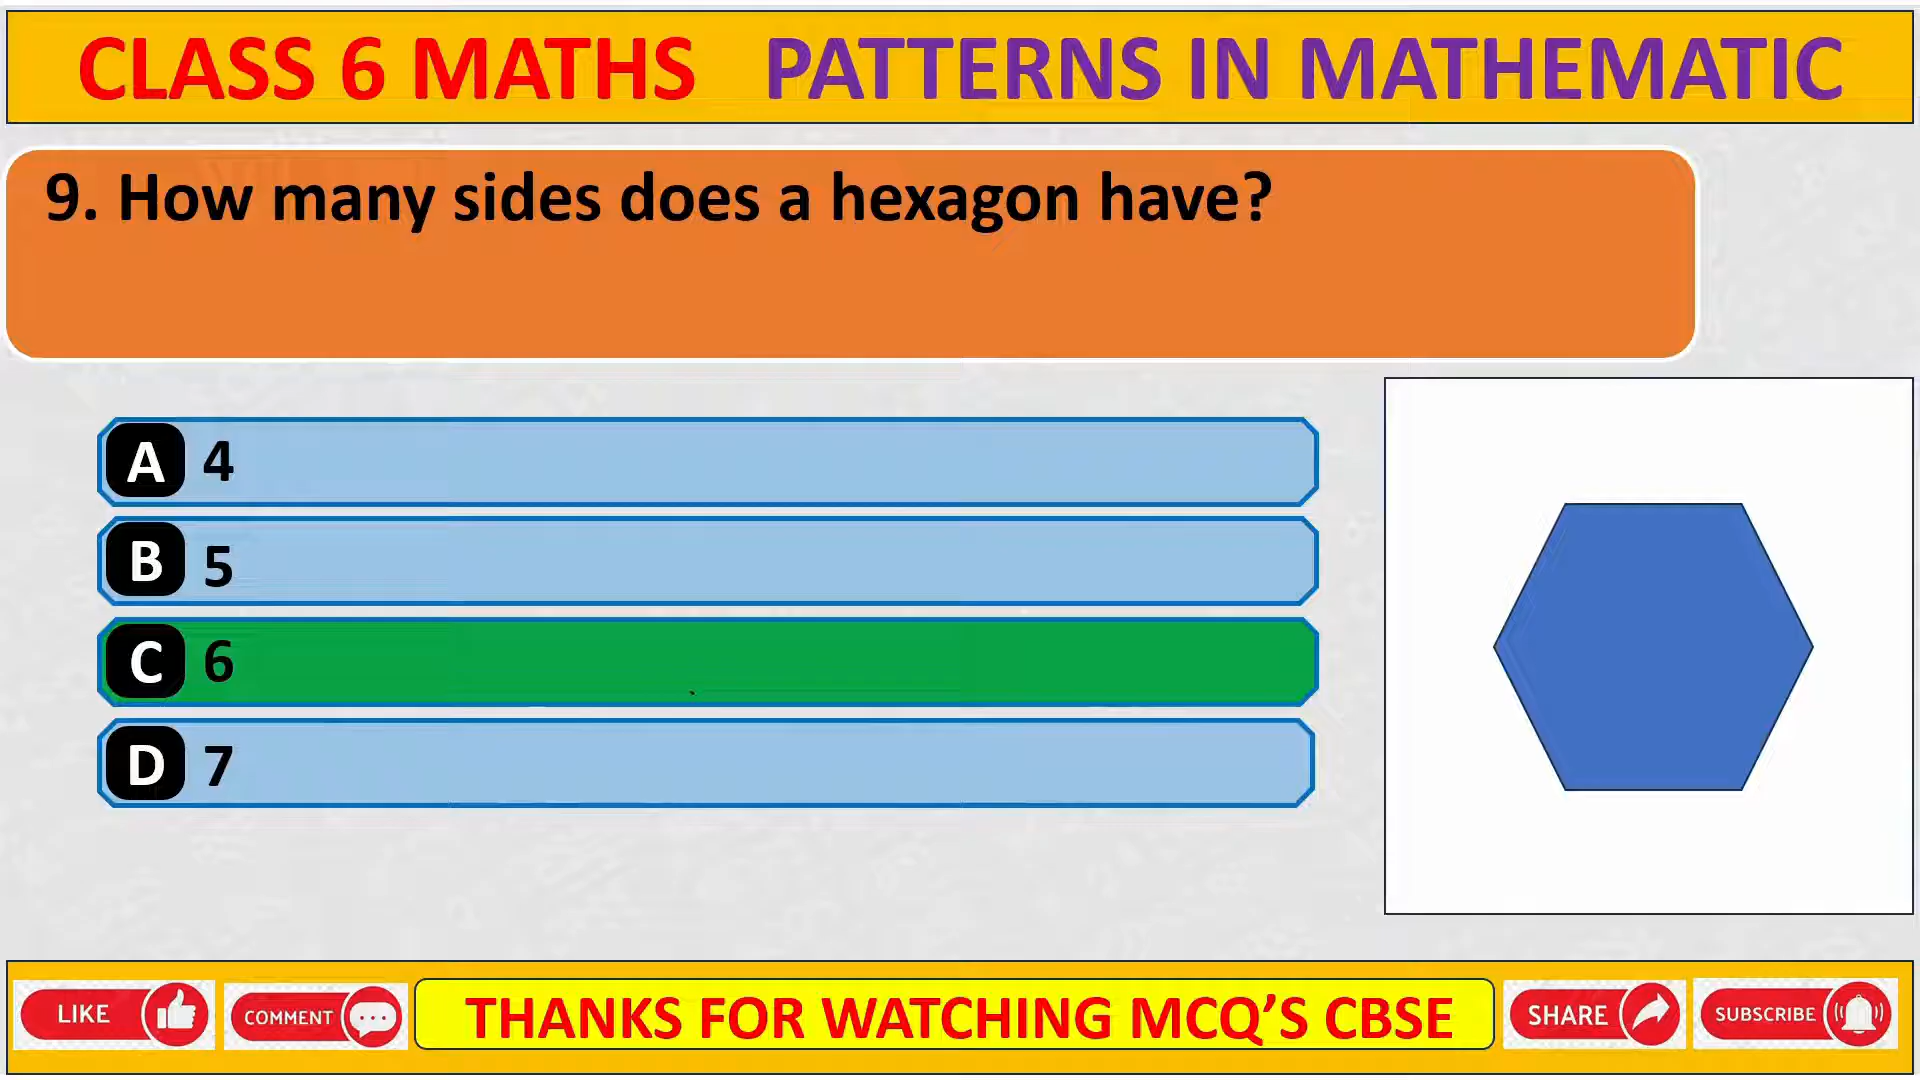 CLASS 6 MATHS PATTERNS IN MATHEMATIC
9. How many sides does a hexagon have?
A 4
B 5
C 6
D 7
LIKE COMMENT THANKS FOR WATCHING MCQ’S CBSE SHARE SUBSCRIBE